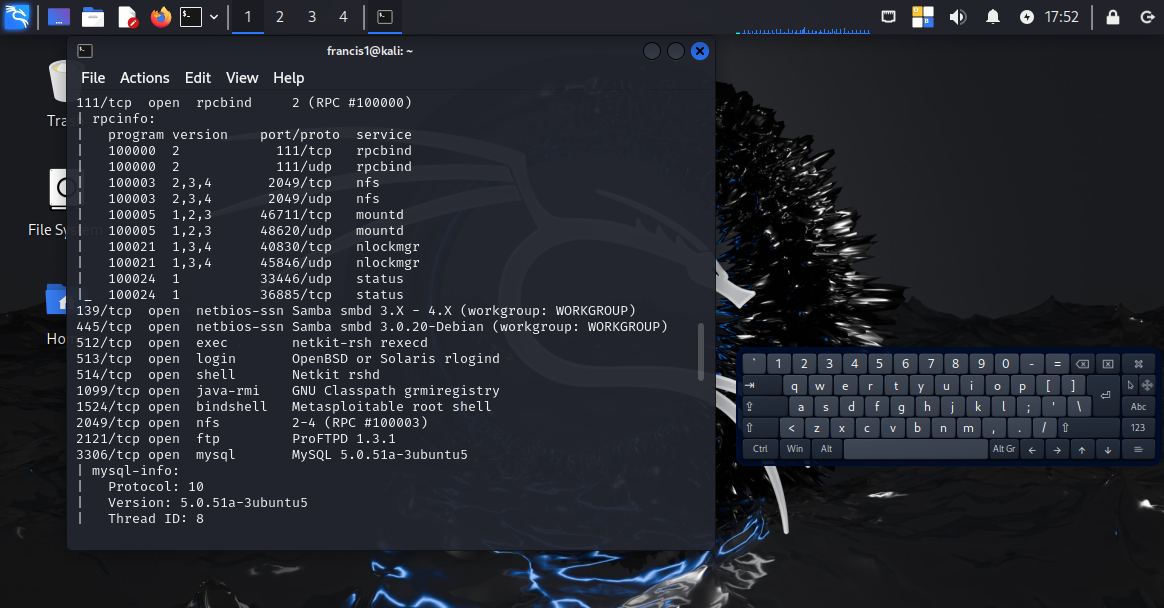 1 2 3 4 17:52
francis1@kali: ~
File Actions Edit View Help
111/tcp open rpcbind 2 (RPC #100000)
| rpcinfo:
| program version port/proto service
| 100000 2 111/tcp rpcbind
| 100000 2 111/udp rpcbind
| 100003 2,3,4 2049/tcp nfs
| 100003 2,3,4 2049/udp nfs
| 100005 1,2,3 46711/tcp mountd
| 100005 1,2,3 48620/udp mountd
| 100021 1,3,4 40830/tcp nlockmgr
| 100021 1,3,4 45846/udp nlockmgr
| 100024 1 33446/udp status
|_ 100024 1 36885/tcp status
139/tcp open netbios-ssn Samba smbd 3.X - 4.X (workgroup: WORKGROUP)
445/tcp open netbios-ssn Samba smbd 3.0.20-Debian (workgroup: WORKGROUP)
512/tcp open exec netkit-rsh rexecd
513/tcp open login OpenBSD or Solaris rlogind
514/tcp open shell Netkit rshd
1099/tcp open java-rmi GNU Classpath grmiregistry
1524/tcp open bindshell Metasploitable root shell
2049/tcp open nfs 2-4 (RPC #100003)
2121/tcp open ftp ProFTPD 1.3.1
3306/tcp open mysql MySQL 5.0.51a-3ubuntu5
| mysql-info:
| Protocol: 10
| Version: 5.0.51a-3ubuntu5
| Thread ID: 8
Tra
File System
Ho
` 1 2 3 4 5 6 7 8 9 0 - =
q w e r t y u i o p [ ]
a s d f g h j k l ; ' \ Abc
< z x c v b n m , . / 123
Ctrl Win Alt Alt Gr ← → ↑ ↓